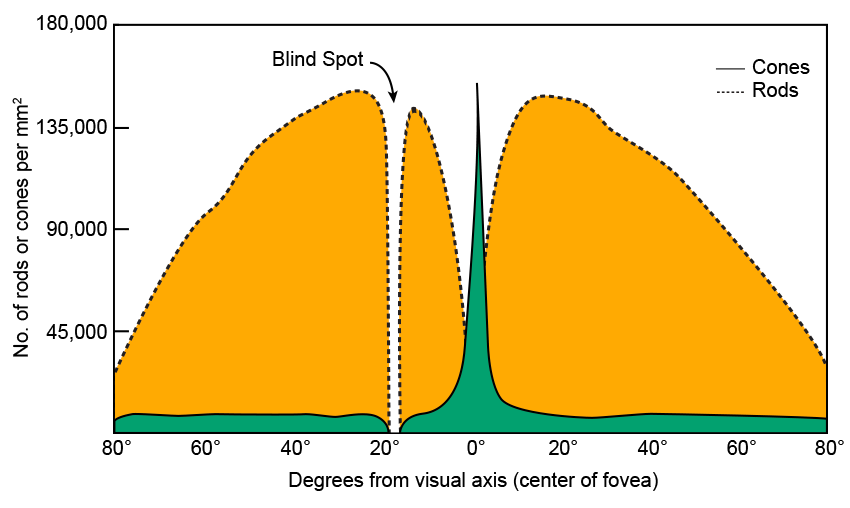 180,000
135,000
90,000
45,000
No. of rods or cones per mm²
Blind Spot
Cones
Rods
80° 60° 40° 20° 0° 20° 40° 60° 80°
Degrees from visual axis (center of fovea)